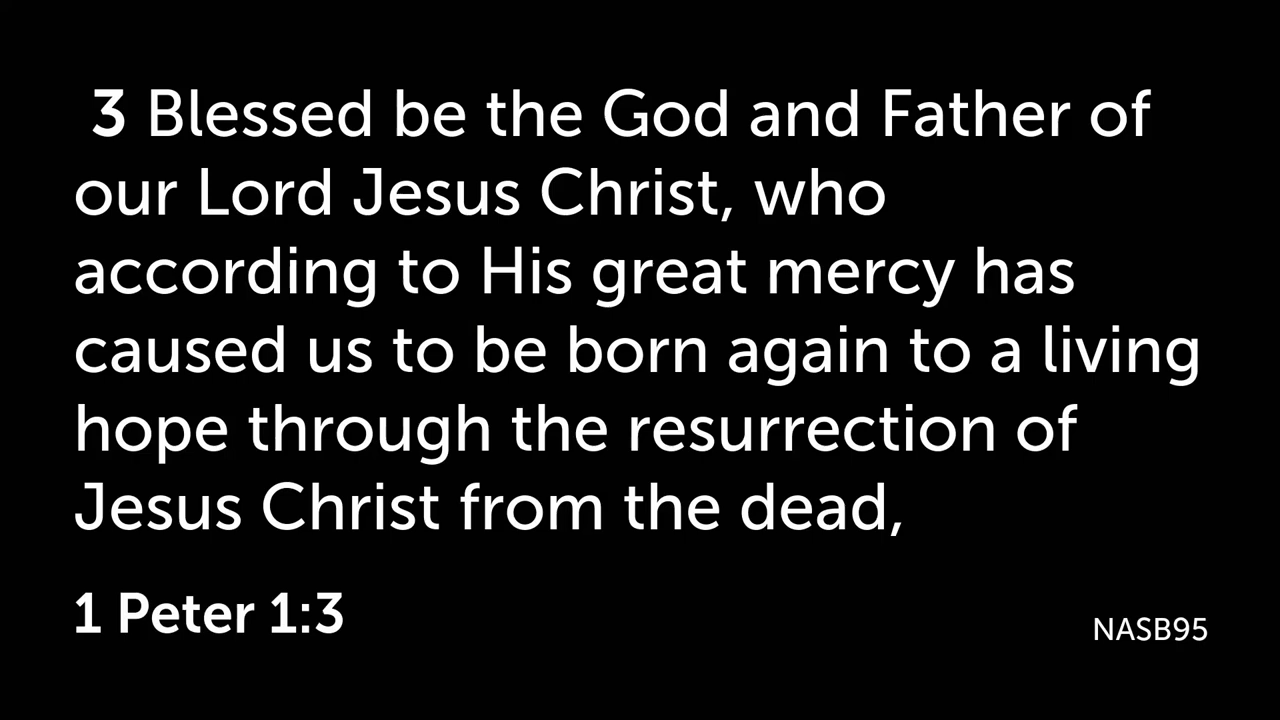 3 Blessed be the God and Father of
our Lord Jesus Christ, who
according to His great mercy has
caused us to be born again to a living
hope through the resurrection of
Jesus Christ from the dead,
1 Peter 1:3
NASB95